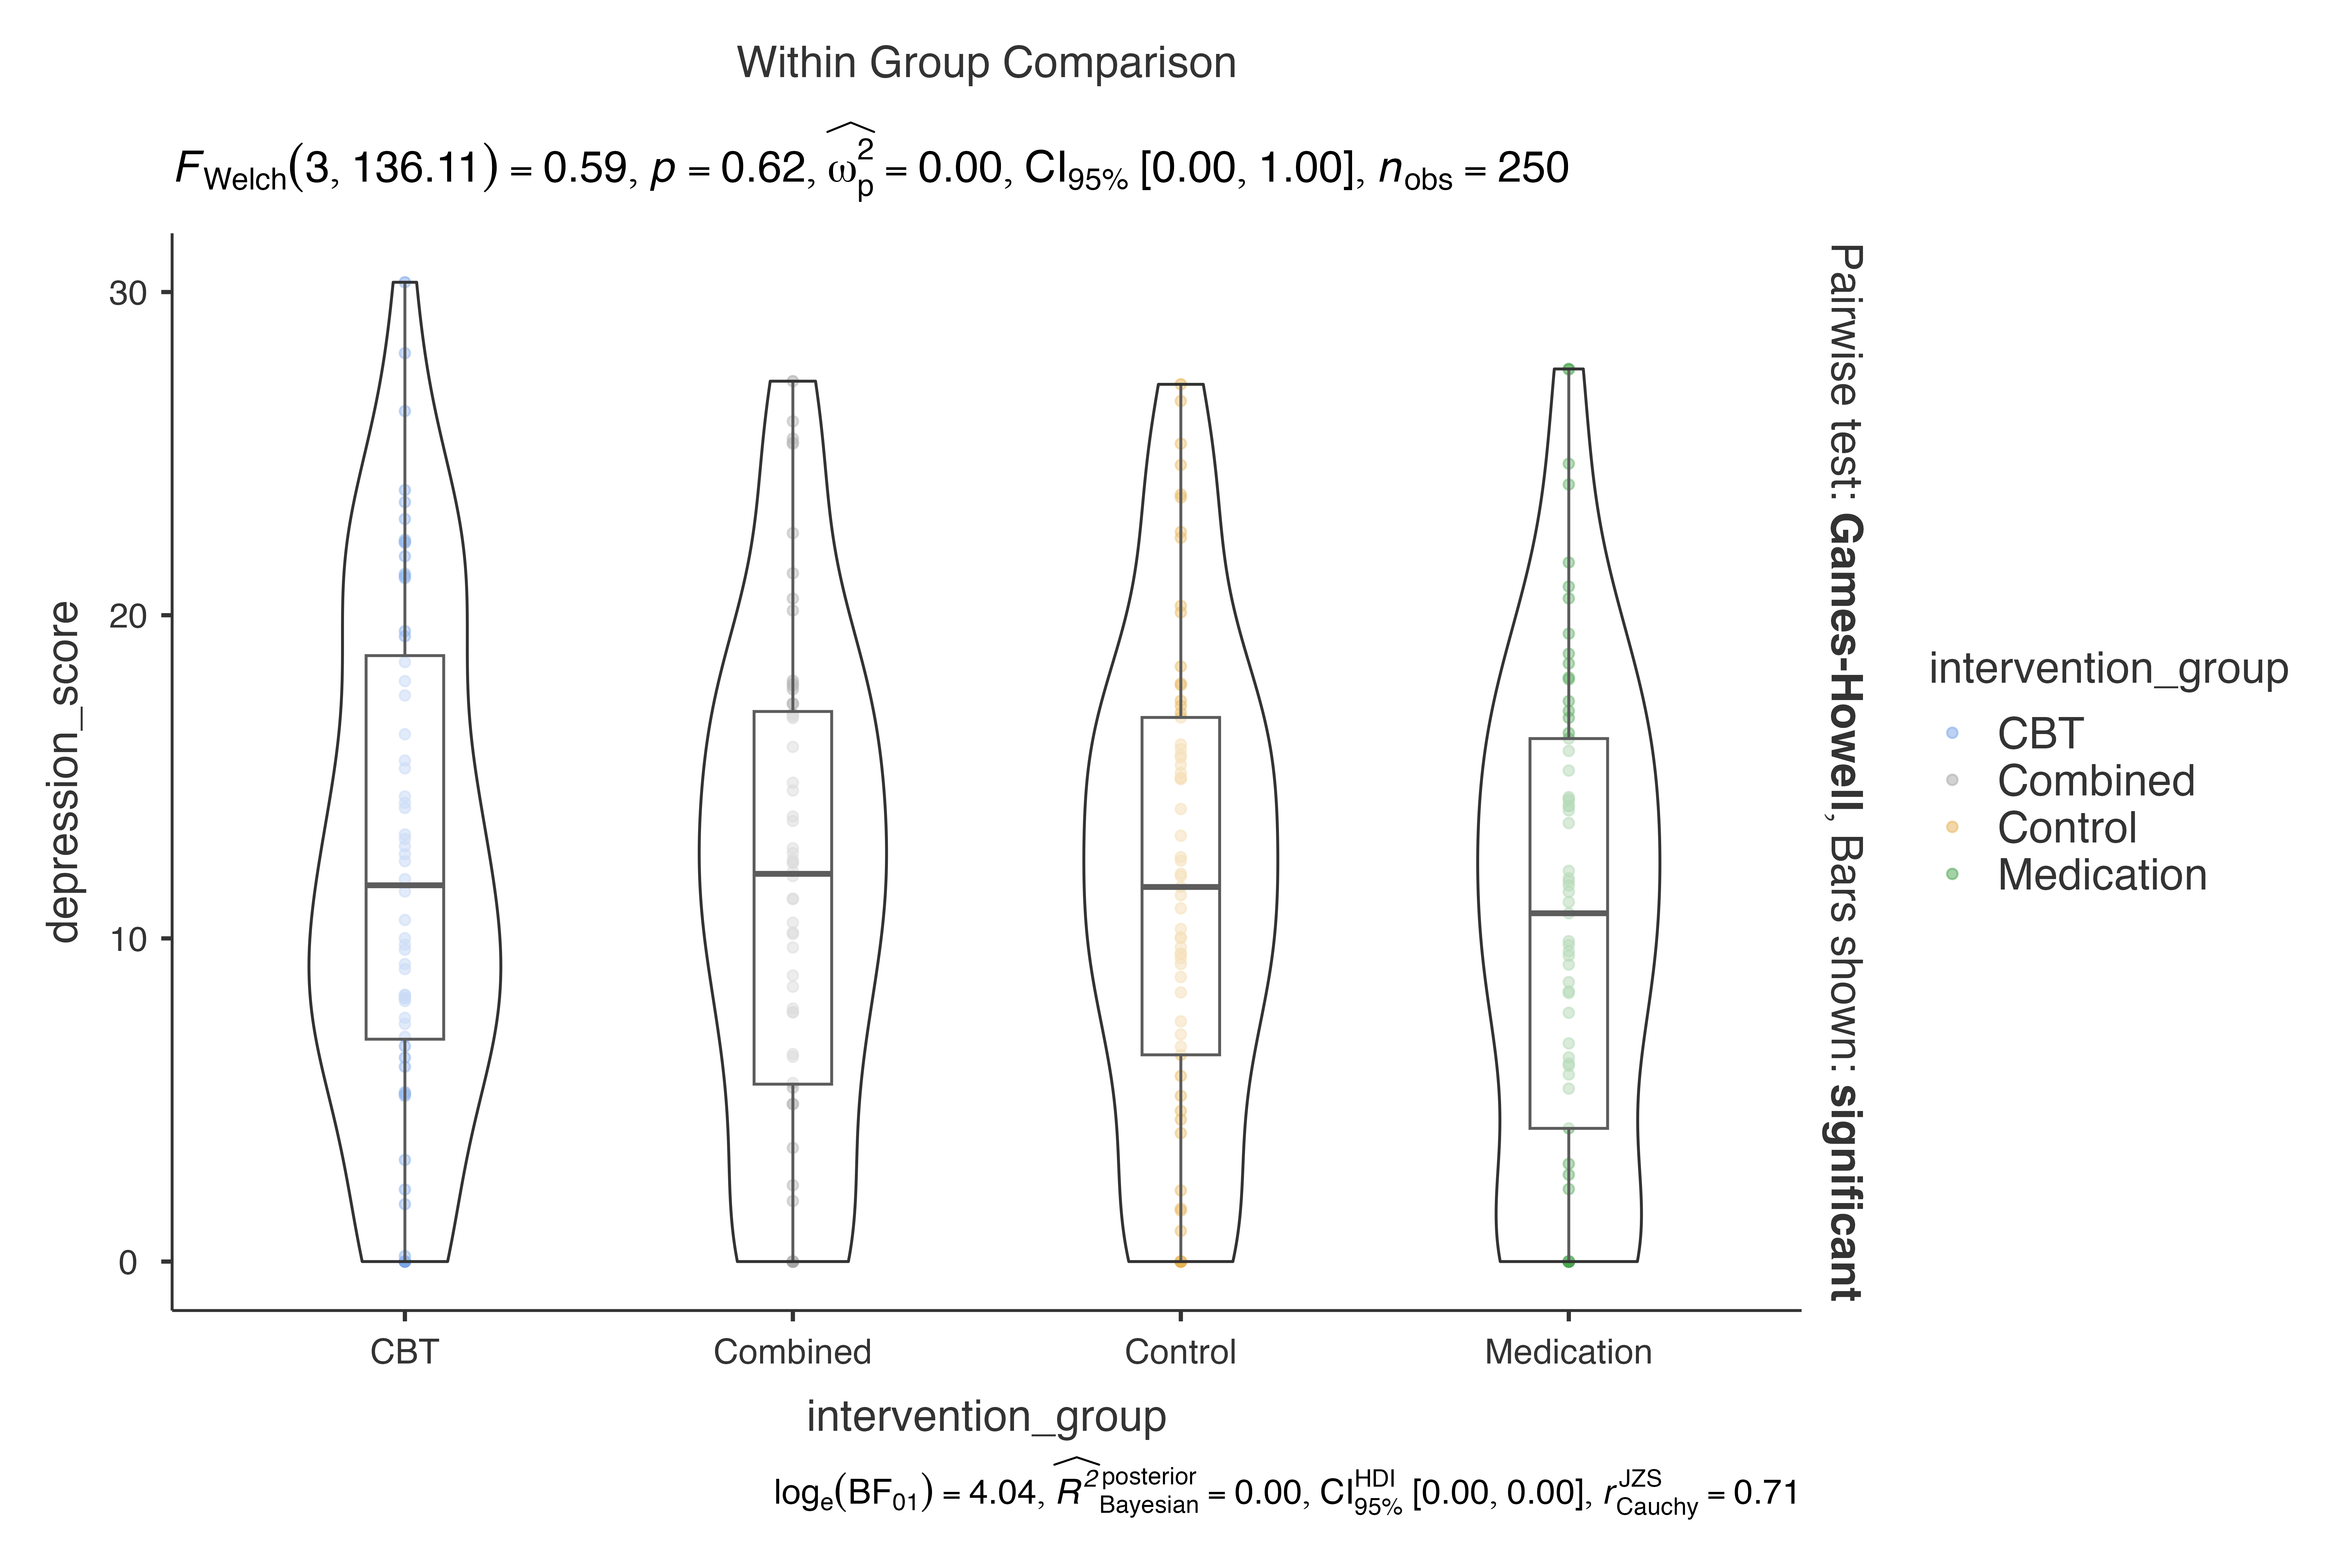 Within Group Comparison
F_Welch(3, 136.11) = 0.59, p = 0.62, ω̂²_p = 0.00, CI_95% [0.00, 1.00], n_obs = 250
depression_score
30
20
10
0
CBT
Combined
Control
Medication
intervention_group
Pairwise test: Games-Howell, Bars shown: significant
intervention_group
CBT
Combined
Control
Medication
log_e(BF_01) = 4.04, R̂²^posterior_Bayesian = 0.00, CI^HDI_95% [0.00, 0.00], r^JZS_Cauchy = 0.71